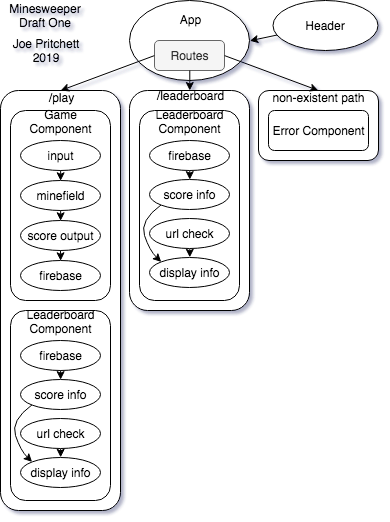 Minesweeper
Draft One
Joe Pritchett
2019
App
Routes
Header
/play
Game
Component
input
minefield
score output
firebase
Leaderboard
Component
firebase
score info
url check
display info
/leaderboard
Leaderboard
Component
firebase
score info
url check
display info
non-existent path
Error Component